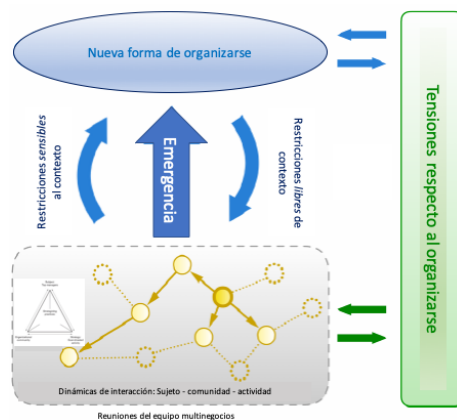 Nueva forma de organizarse
Restricciones sensibles
al contexto
Emergencia
Restricciones libres de
contexto
Tensiones respecto al organizarse
Dinámicas de interacción: Sujeto - comunidad - actividad
Reuniones del equipo multinegocios